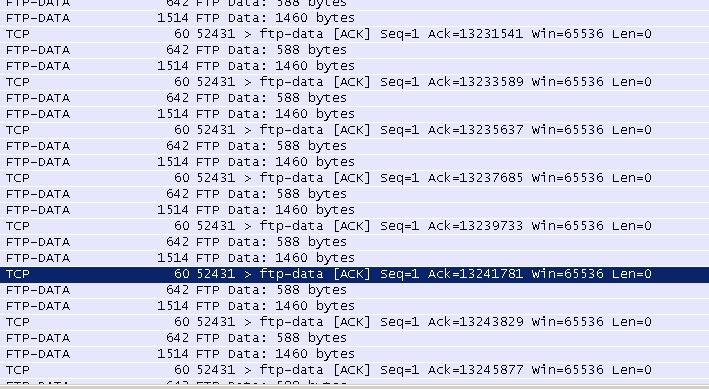 FTP-DATA 642 FTP Data: 588 bytes
FTP-DATA 1514 FTP Data: 1460 bytes
TCP 60 52431 > ftp-data [ACK] Seq=1 Ack=13231541 Win=65536 Len=0
FTP-DATA 642 FTP Data: 588 bytes
FTP-DATA 1514 FTP Data: 1460 bytes
TCP 60 52431 > ftp-data [ACK] Seq=1 Ack=13233589 Win=65536 Len=0
FTP-DATA 642 FTP Data: 588 bytes
FTP-DATA 1514 FTP Data: 1460 bytes
TCP 60 52431 > ftp-data [ACK] Seq=1 Ack=13235637 Win=65536 Len=0
FTP-DATA 642 FTP Data: 588 bytes
FTP-DATA 1514 FTP Data: 1460 bytes
TCP 60 52431 > ftp-data [ACK] Seq=1 Ack=13237685 Win=65536 Len=0
FTP-DATA 642 FTP Data: 588 bytes
FTP-DATA 1514 FTP Data: 1460 bytes
TCP 60 52431 > ftp-data [ACK] Seq=1 Ack=13239733 Win=65536 Len=0
FTP-DATA 642 FTP Data: 588 bytes
FTP-DATA 1514 FTP Data: 1460 bytes
TCP 60 52431 > ftp-data [ACK] Seq=1 Ack=13241781 Win=65536 Len=0
FTP-DATA 642 FTP Data: 588 bytes
FTP-DATA 1514 FTP Data: 1460 bytes
TCP 60 52431 > ftp-data [ACK] Seq=1 Ack=13243829 Win=65536 Len=0
FTP-DATA 642 FTP Data: 588 bytes
FTP-DATA 1514 FTP Data: 1460 bytes
TCP 60 52431 > ftp-data [ACK] Seq=1 Ack=13245877 Win=65536 Len=0